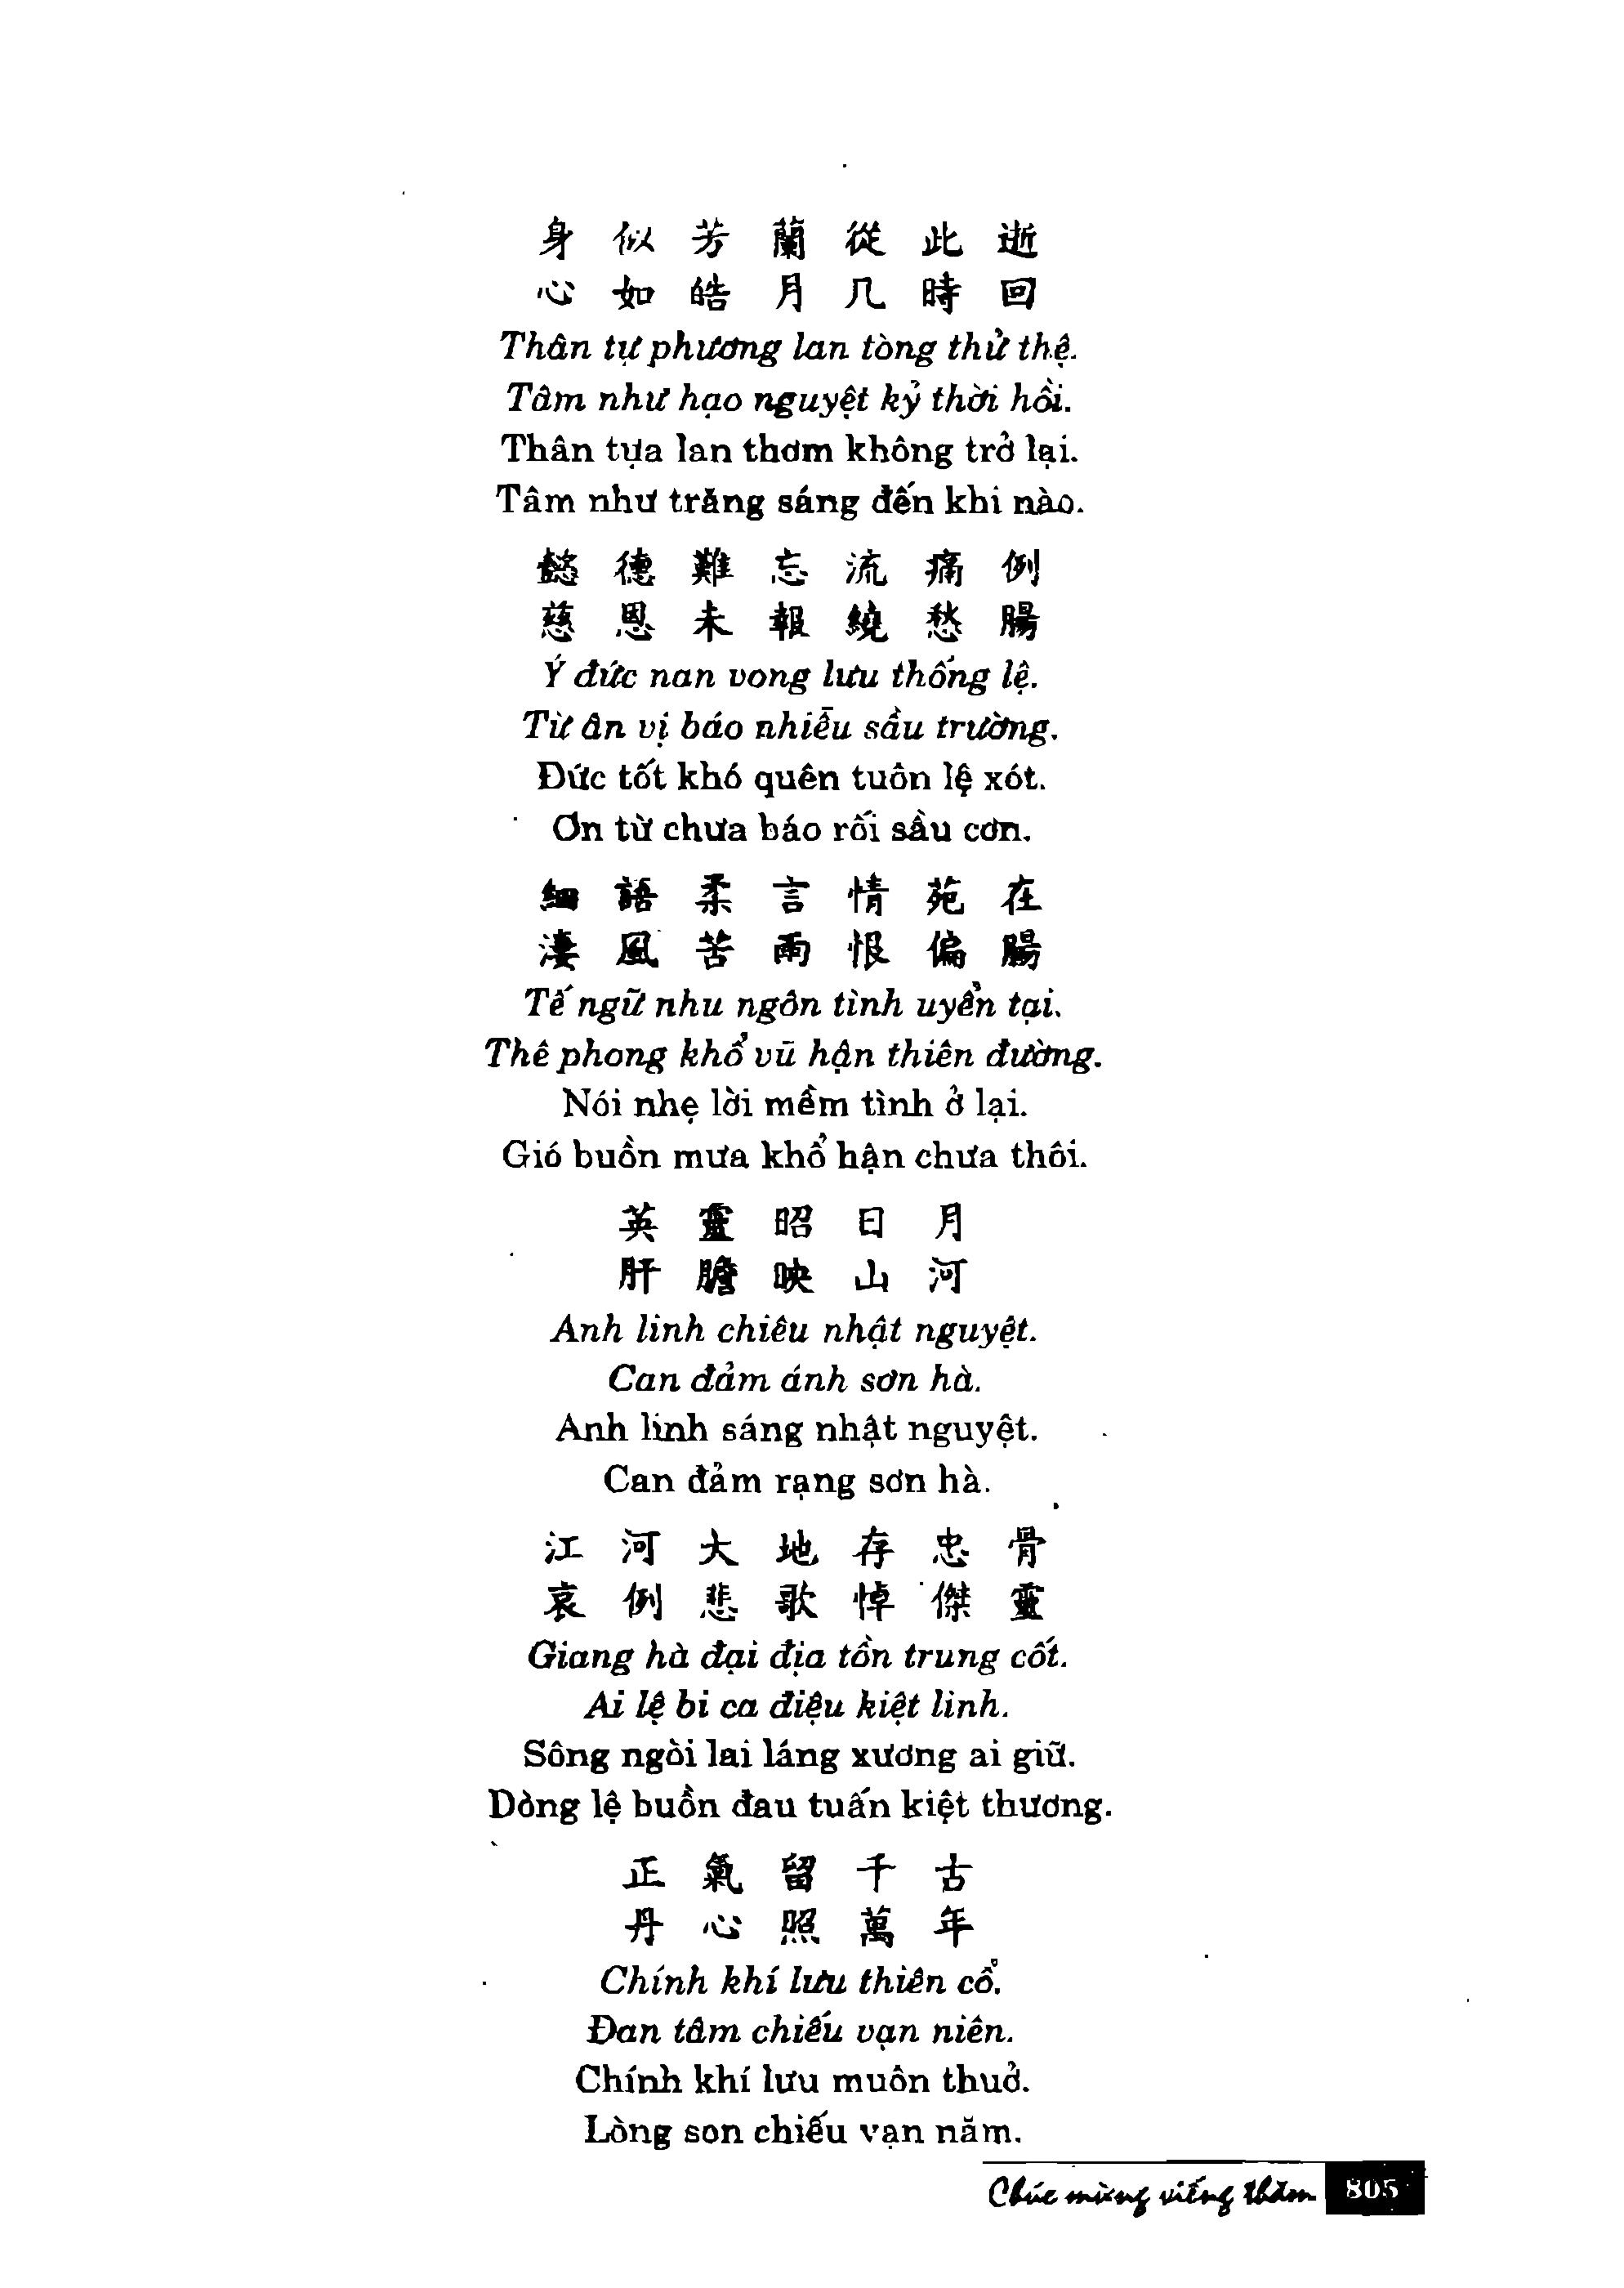 身 似 芳 蘭 從 此 逝
心 如 皓 月 几 時 回
Thân tự phương lan tòng thử thệ.
Tâm như hạo nguyệt kỷ thời hồi.
Thân tựa lan thơm không trở lại.
Tâm như trăng sáng đến khi nào.
懿 德 難 忘 流 痛 例
慈 恩 未 報 繞 愁 腸
Ý đức nan vong lưu thống lệ.
Từ ân vị báo nhiễu sầu trường.
Đức tốt khó quên tuôn lệ xót.
Ơn từ chưa báo rối sầu cơn.
細 語 柔 言 情 苑 在
淒 風 苦 雨 恨 偏 腸
Tế ngữ nhu ngôn tình uyển tại.
Thê phong khổ vũ hận thiên đường.
Nói nhẹ lời mềm tình ở lại.
Gió buồn mưa khổ hận chưa thôi.
英 靈 昭 日 月
肝 膽 映 山 河
Anh linh chiêu nhật nguyệt.
Can đảm ánh sơn hà.
Anh linh sáng nhật nguyệt.
Can đảm rạng sơn hà.
江 河 大 地 存 忠 骨
哀 例 悲 歌 悼 傑 靈
Giang hà đại địa tồn trung cốt.
Ai lệ bi ca điệu kiệt linh.
Sông ngòi lai láng xương ai giữ.
Dòng lệ buồn đau tuấn kiệt thương.
正 氣 留 千 古
丹 心 照 萬 年
Chính khí lưu thiên cổ.
Đan tâm chiếu vạn niên.
Chính khí lưu muôn thuở.
Lòng son chiếu vạn năm.
Chúc mừng viếng thăm 805